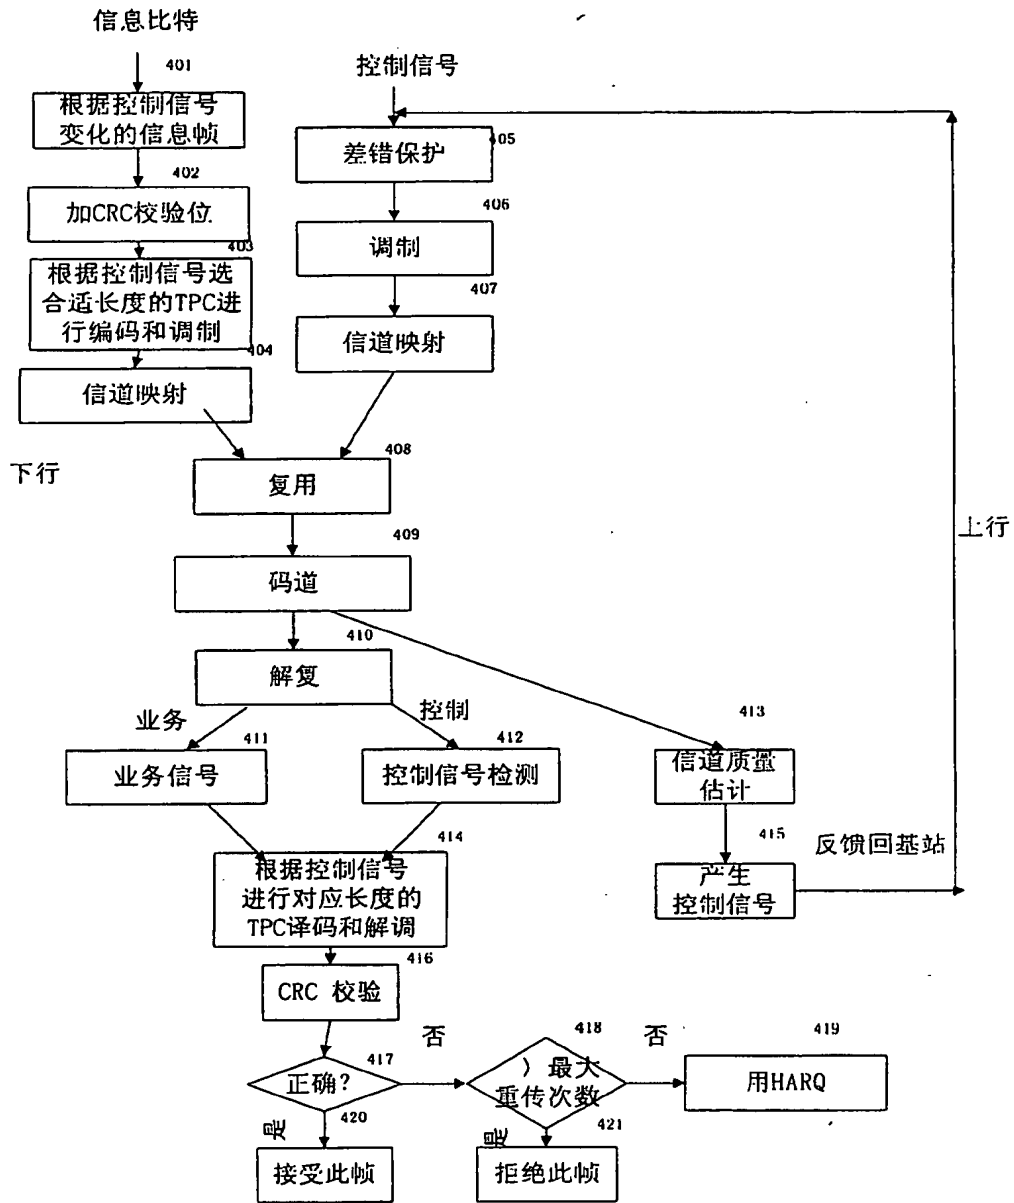 信息比特
401
根据控制信号
变化的信息帧
402
加CRC校验位
403
根据控制信号选
合适长度的TPC进
行编码和调制
404
信道映射
控制信号
405
差错保护
406
调制
407
信道映射
下行
408
复用
409
码道
上行
410
解复
业务
控制
411
业务信号
412
控制信号检测
413
信道质量
估计
414
根据控制信号
进行对应长度的
TPC译码和解调
415
产生
控制信号
反馈回基站
416
CRC 校验
417
正确?
否
418
）最大
重传次数
否
419
用HARQ
是
420
接受此帧
是
421
拒绝此帧